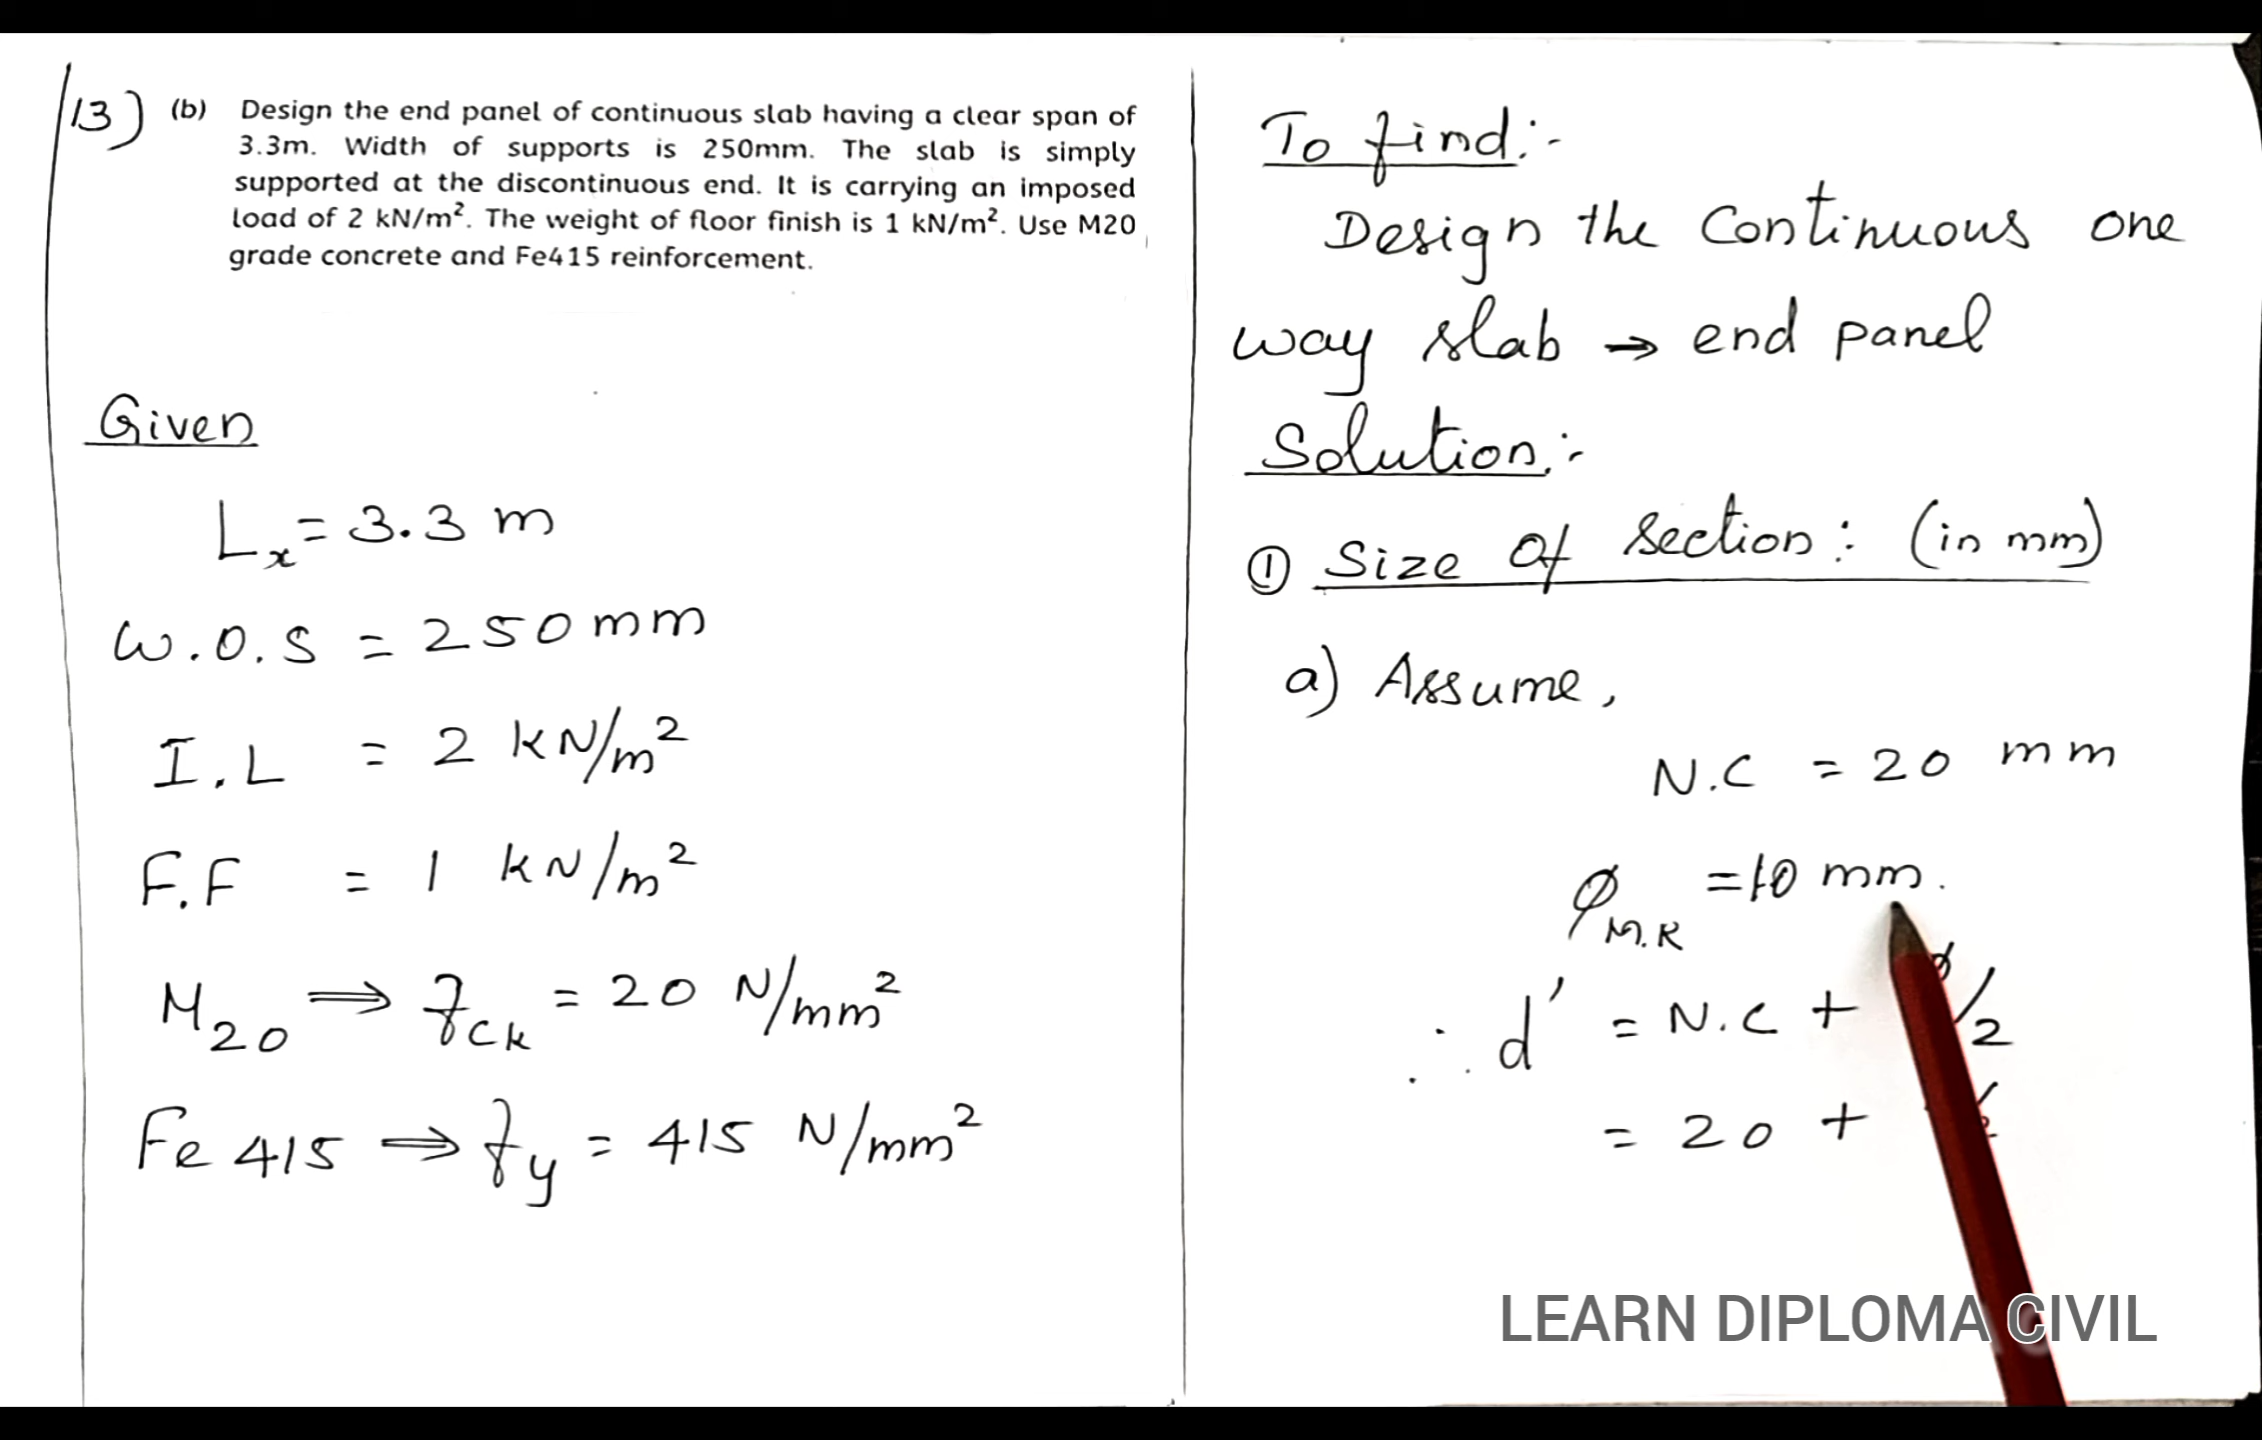 13) (b) Design the end panel of continuous slab having a clear span of
3.3m. Width of supports is 250mm. The slab is simply
supported at the discontinuous end. It is carrying an imposed
load of 2 kN/m². The weight of floor finish is 1 kN/m². Use M20
grade concrete and Fe415 reinforcement.
Given
Lx = 3.3 m
W.O.S = 250 mm
I.L = 2 kN/m²
F.F = 1 kN/m²
M20 ⇒ fck = 20 N/mm²
Fe 415 ⇒ fy = 415 N/mm²
To find:-
Design the Continuous one
way slab → end panel
Solution:-
① Size of section: (in mm)
a) Assume,
N.C = 20 mm
φM.R = 10 mm.
∴ d' = N.C + φ/2
= 20 +
LEARN DIPLOMA CIVIL